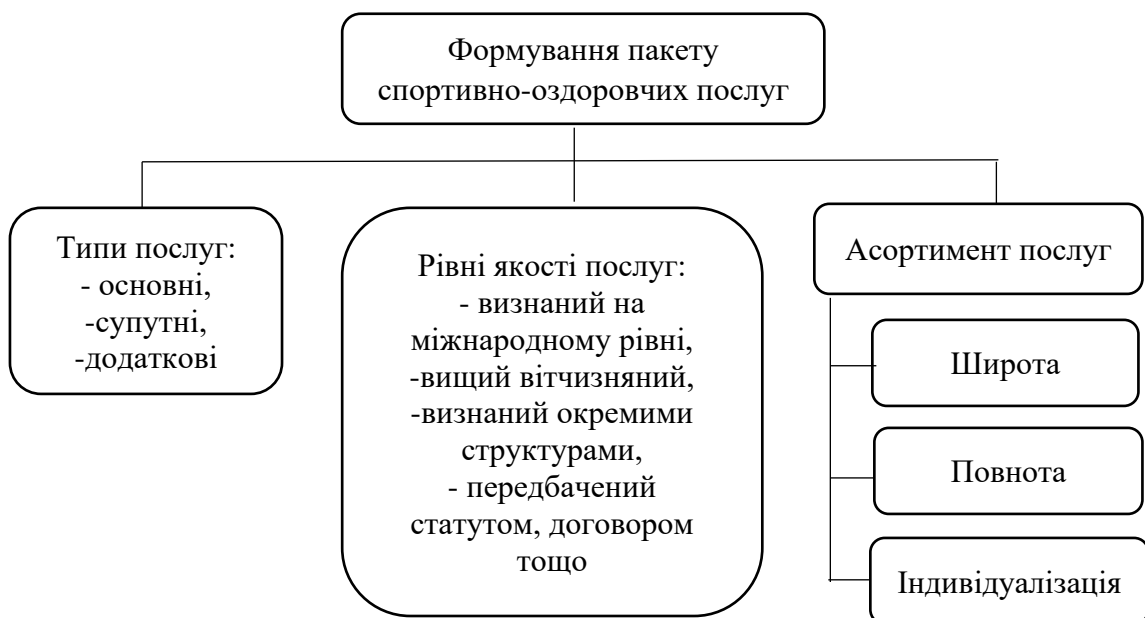 Формування пакету
спортивно-оздоровчих послуг
Типи послуг:
- основні,
-супутні,
-додаткові
Рівні якості послуг:
- визнаний на
міжнародному рівні,
-вищий вітчизняний,
-визнаний окремими
структурами,
- передбачений
статутом, договором
тощо
Асортимент послуг
Широта
Повнота
Індивідуалізація